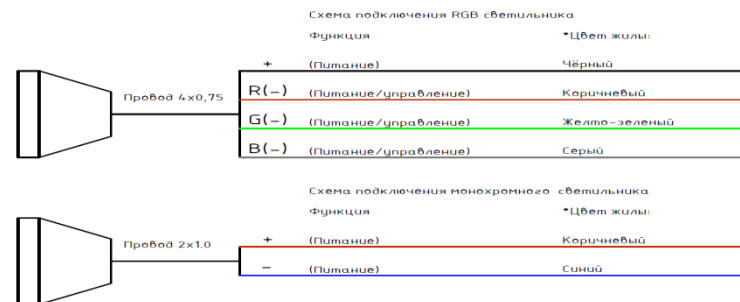 Схема подключения RGB светильника
Функция *Цвет жилы:
+ (Питание) Чёрный
Провод 4х0,75
R(-) (Питание/управление) Коричневый
G(-) (Питание/управление) Желто-зеленый
B(-) (Питание/управление) Серый
Схема подключения монохромного светильника
Функция *Цвет жилы:
+ (Питание) Коричневый
Провод 2х1.0
- (Питание) Синий